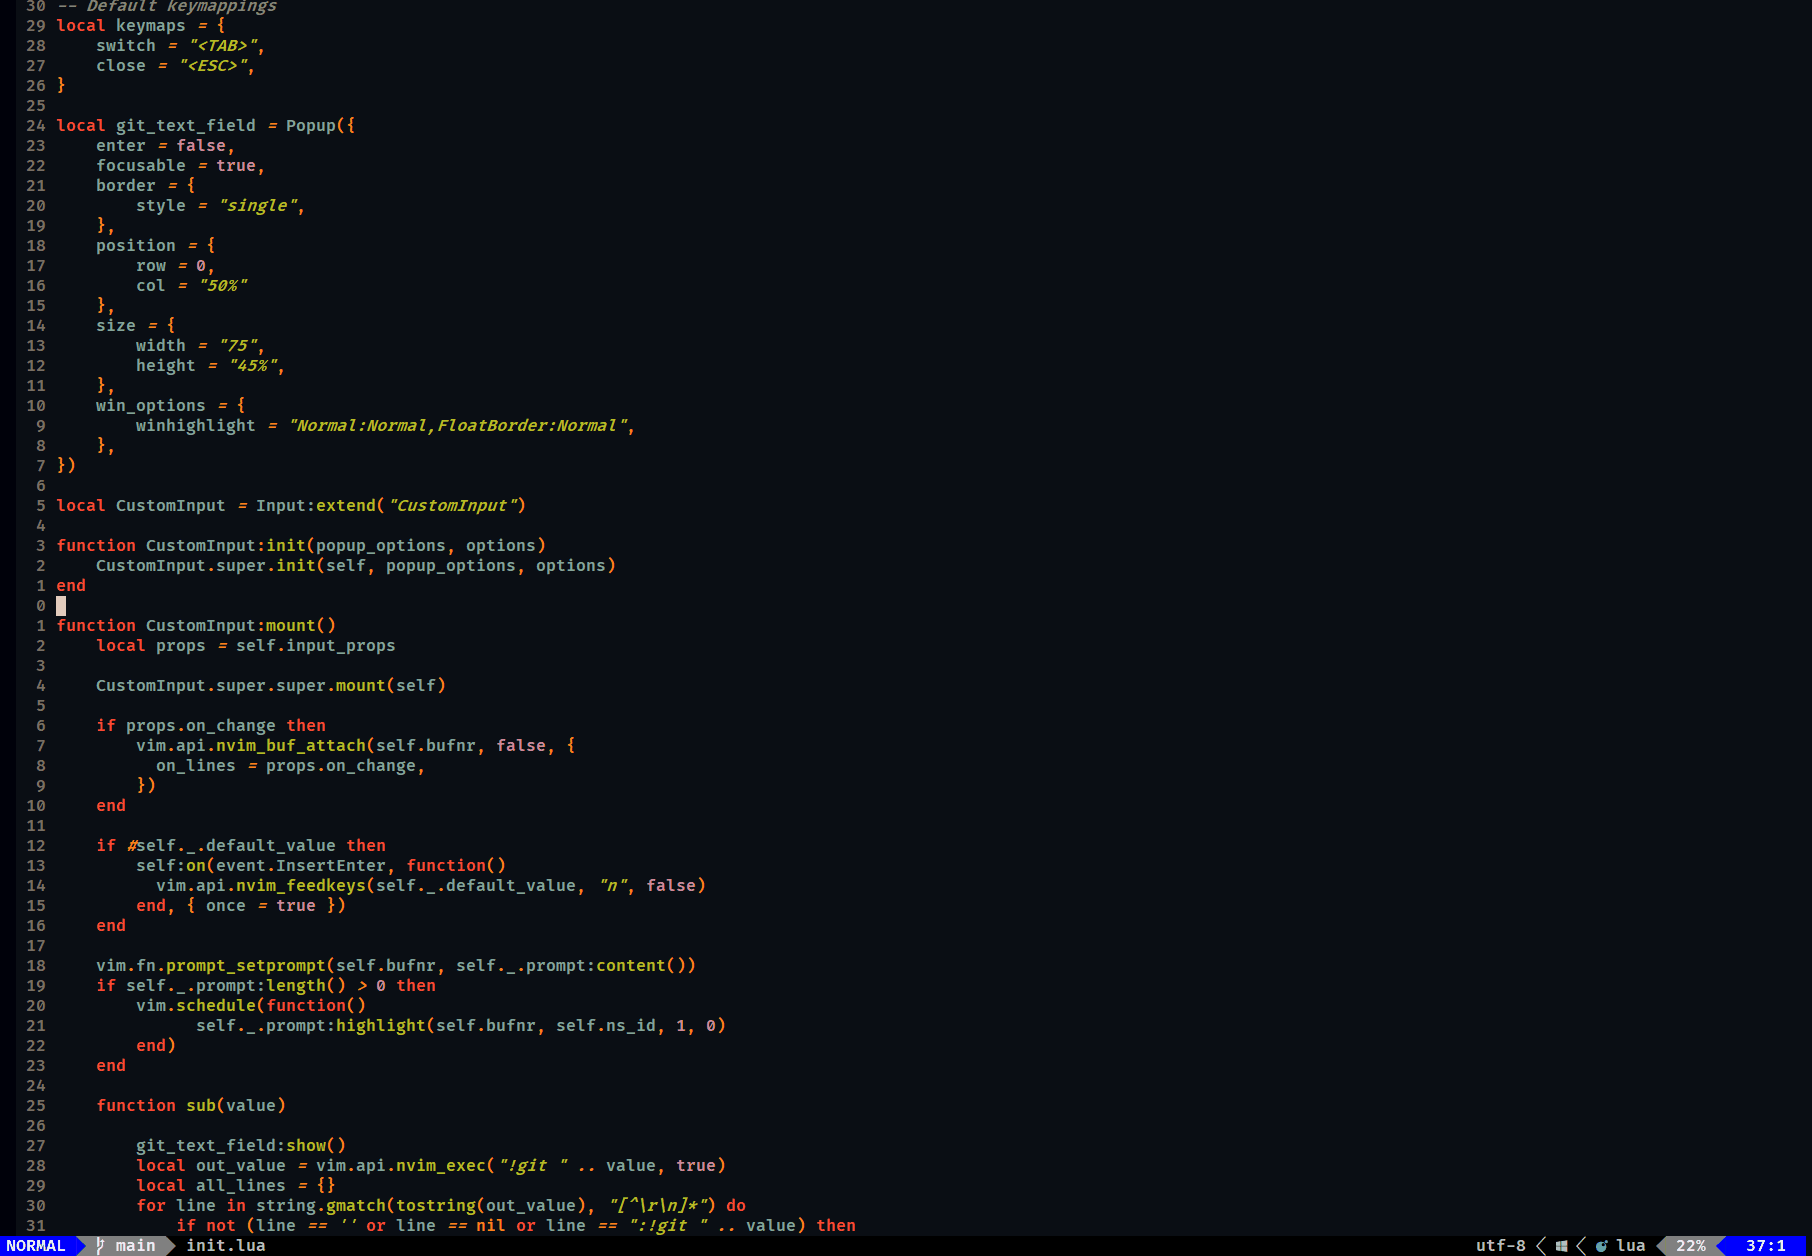 30 -- Default keymappings
29 local keymaps = {
28     switch = "<TAB>",
27     close = "<ESC>",
26 }
25
24 local git_text_field = Popup({
23     enter = false,
22     focusable = true,
21     border = {
20         style = "single",
19     },
18     position = {
17         row = 0,
16         col = "50%"
15     },
14     size = {
13         width = "75",
12         height = "45%",
11     },
10     win_options = {
9         winhighlight = "Normal:Normal,FloatBorder:Normal",
8     },
7 })
6
5 local CustomInput = Input:extend("CustomInput")
4
3 function CustomInput:init(popup_options, options)
2     CustomInput.super.init(self, popup_options, options)
1 end
0
1 function CustomInput:mount()
2     local props = self.input_props
3
4     CustomInput.super.super.mount(self)
5
6     if props.on_change then
7         vim.api.nvim_buf_attach(self.bufnr, false, {
8           on_lines = props.on_change,
9         })
10     end
11
12     if #self._.default_value then
13         self:on(event.InsertEnter, function()
14           vim.api.nvim_feedkeys(self._.default_value, "n", false)
15         end, { once = true })
16     end
17
18     vim.fn.prompt_setprompt(self.bufnr, self._.prompt:content())
19     if self._.prompt:length() > 0 then
20         vim.schedule(function()
21               self._.prompt:highlight(self.bufnr, self.ns_id, 1, 0)
22         end)
23     end
24
25     function sub(value)
26
27         git_text_field:show()
28         local out_value = vim.api.nvim_exec("!git " .. value, true)
29         local all_lines = {}
30         for line in string.gmatch(tostring(out_value), "[^\r\n]*") do
31             if not (line == '' or line == nil or line == ":!git " .. value) then
NORMAL main init.lua utf-8 lua 22% 37:1